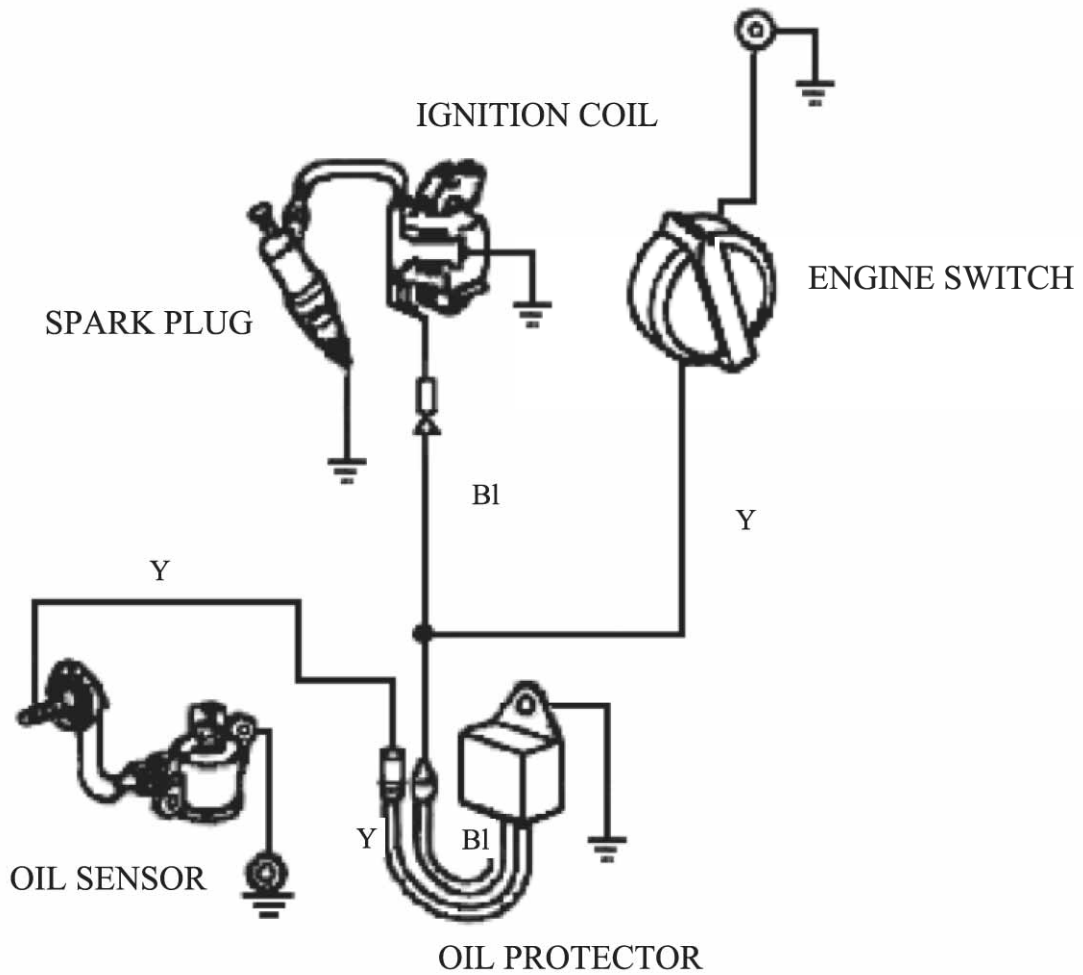 IGNITION COIL
ENGINE SWITCH
SPARK PLUG
Bl
Y
Y
Y
Bl
OIL SENSOR
OIL PROTECTOR